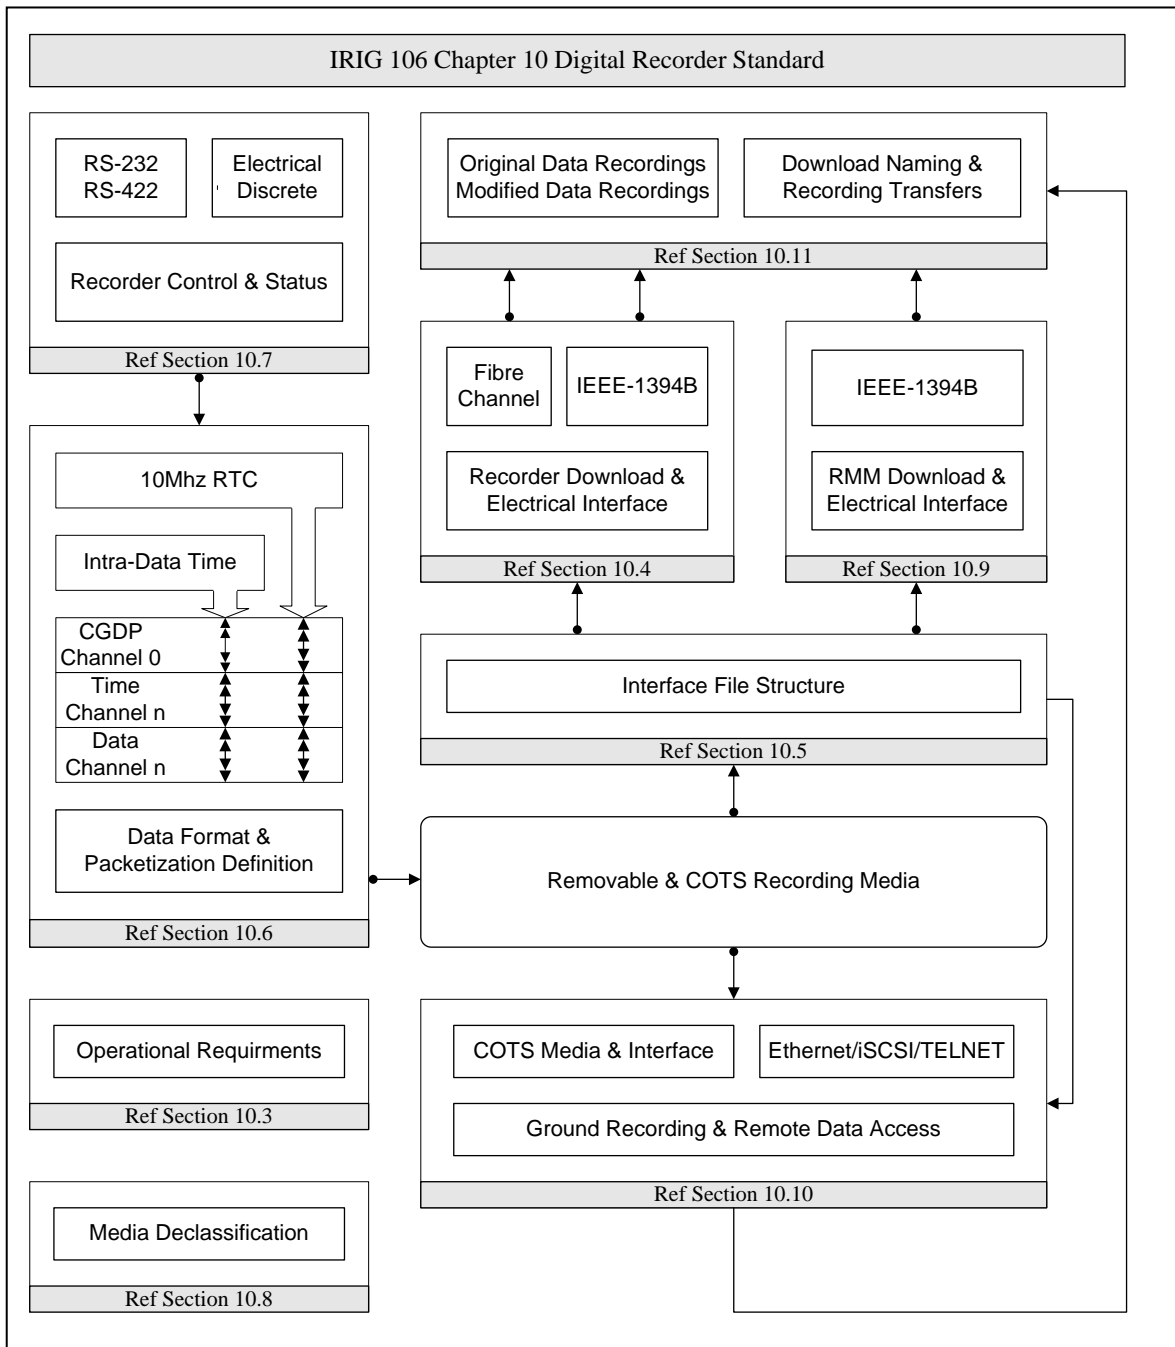 IRIG 106 Chapter 10 Digital Recorder Standard
RS-232
RS-422
Electrical
Discrete
Recorder Control & Status
Ref Section 10.7
10Mhz RTC
Intra-Data Time
CGDP
Channel 0
Time
Channel n
Data
Channel n
Data Format &
Packetization Definition
Ref Section 10.6
Operational Requirments
Ref Section 10.3
Media Declassification
Ref Section 10.8
Original Data Recordings
Modified Data Recordings
Download Naming &
Recording Transfers
Ref Section 10.11
Fibre
Channel
IEEE-1394B
Recorder Download &
Electrical Interface
Ref Section 10.4
IEEE-1394B
RMM Download &
Electrical Interface
Ref Section 10.9
Interface File Structure
Ref Section 10.5
Removable & COTS Recording Media
COTS Media & Interface
Ethernet/iSCSI/TELNET
Ground Recording & Remote Data Access
Ref Section 10.10